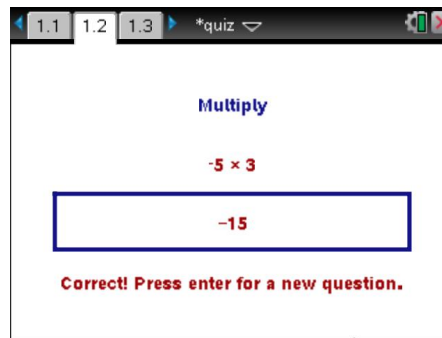 1.1 1.2 1.3 *quiz
Multiply
-5 × 3
-15
Correct! Press enter for a new question.